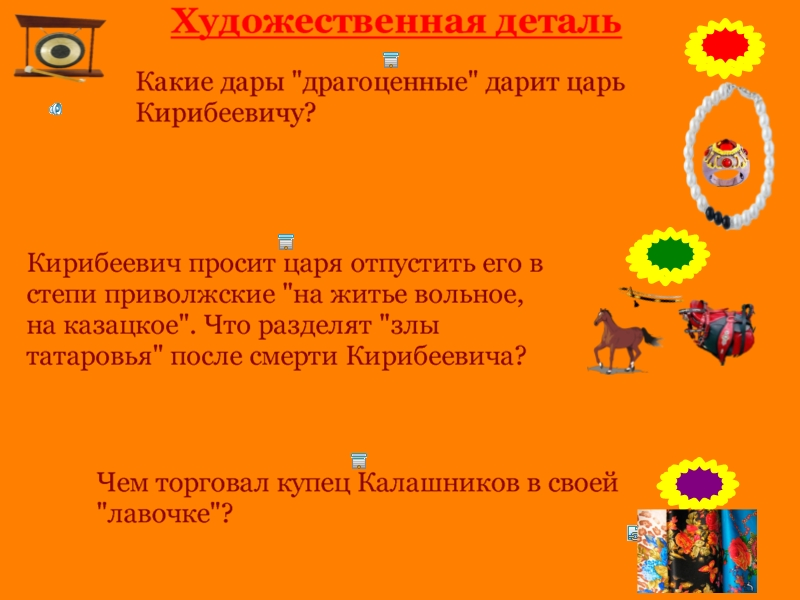 Художественная деталь
Какие дары "драгоценные" дарит царь
Кирибеевичу?
Кирибеевич просит царя отпустить его в
степи приволжские "на житье вольное,
на казацкое". Что разделят "злы
татаровья" после смерти Кирибеевича?
Чем торговал купец Калашников в своей
"лавочке"?